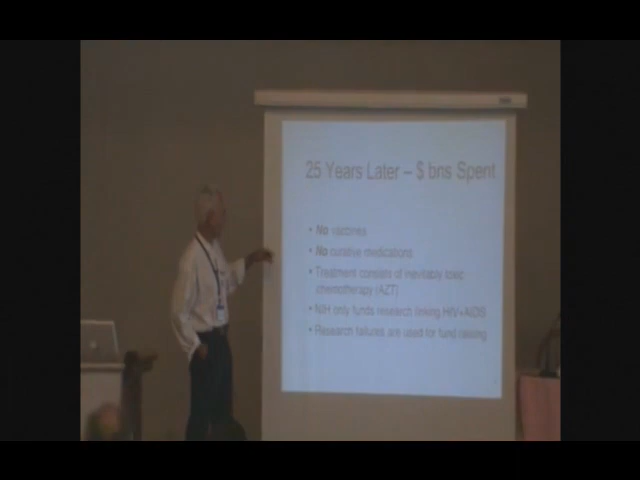 25 Years Later – $ bns Spent
• No vaccines
• No curative medications
• Treatment consists of inevitably toxic
chemotherapy (AZT)
• NIH only funds research linking HIV+AIDS
• Research failures are used for fund raising